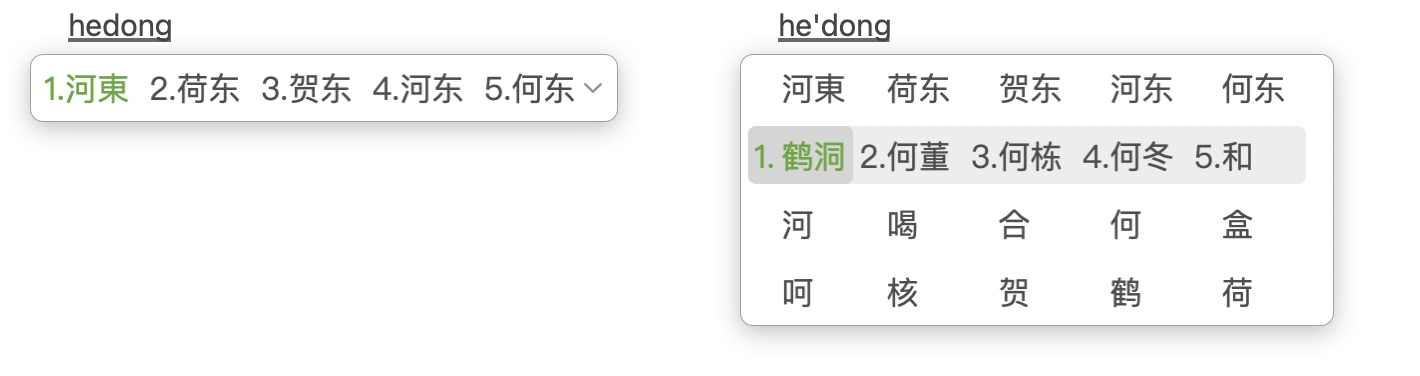 hedong
1.河東 2.荷东 3.贺东 4.河东 5.何东
he'dong
河東 荷东 贺东 河东 何东
1. 鹤洞 2.何董 3.何栋 4.何冬 5.和
河 喝 合 何 盒
呵 核 贺 鹤 荷